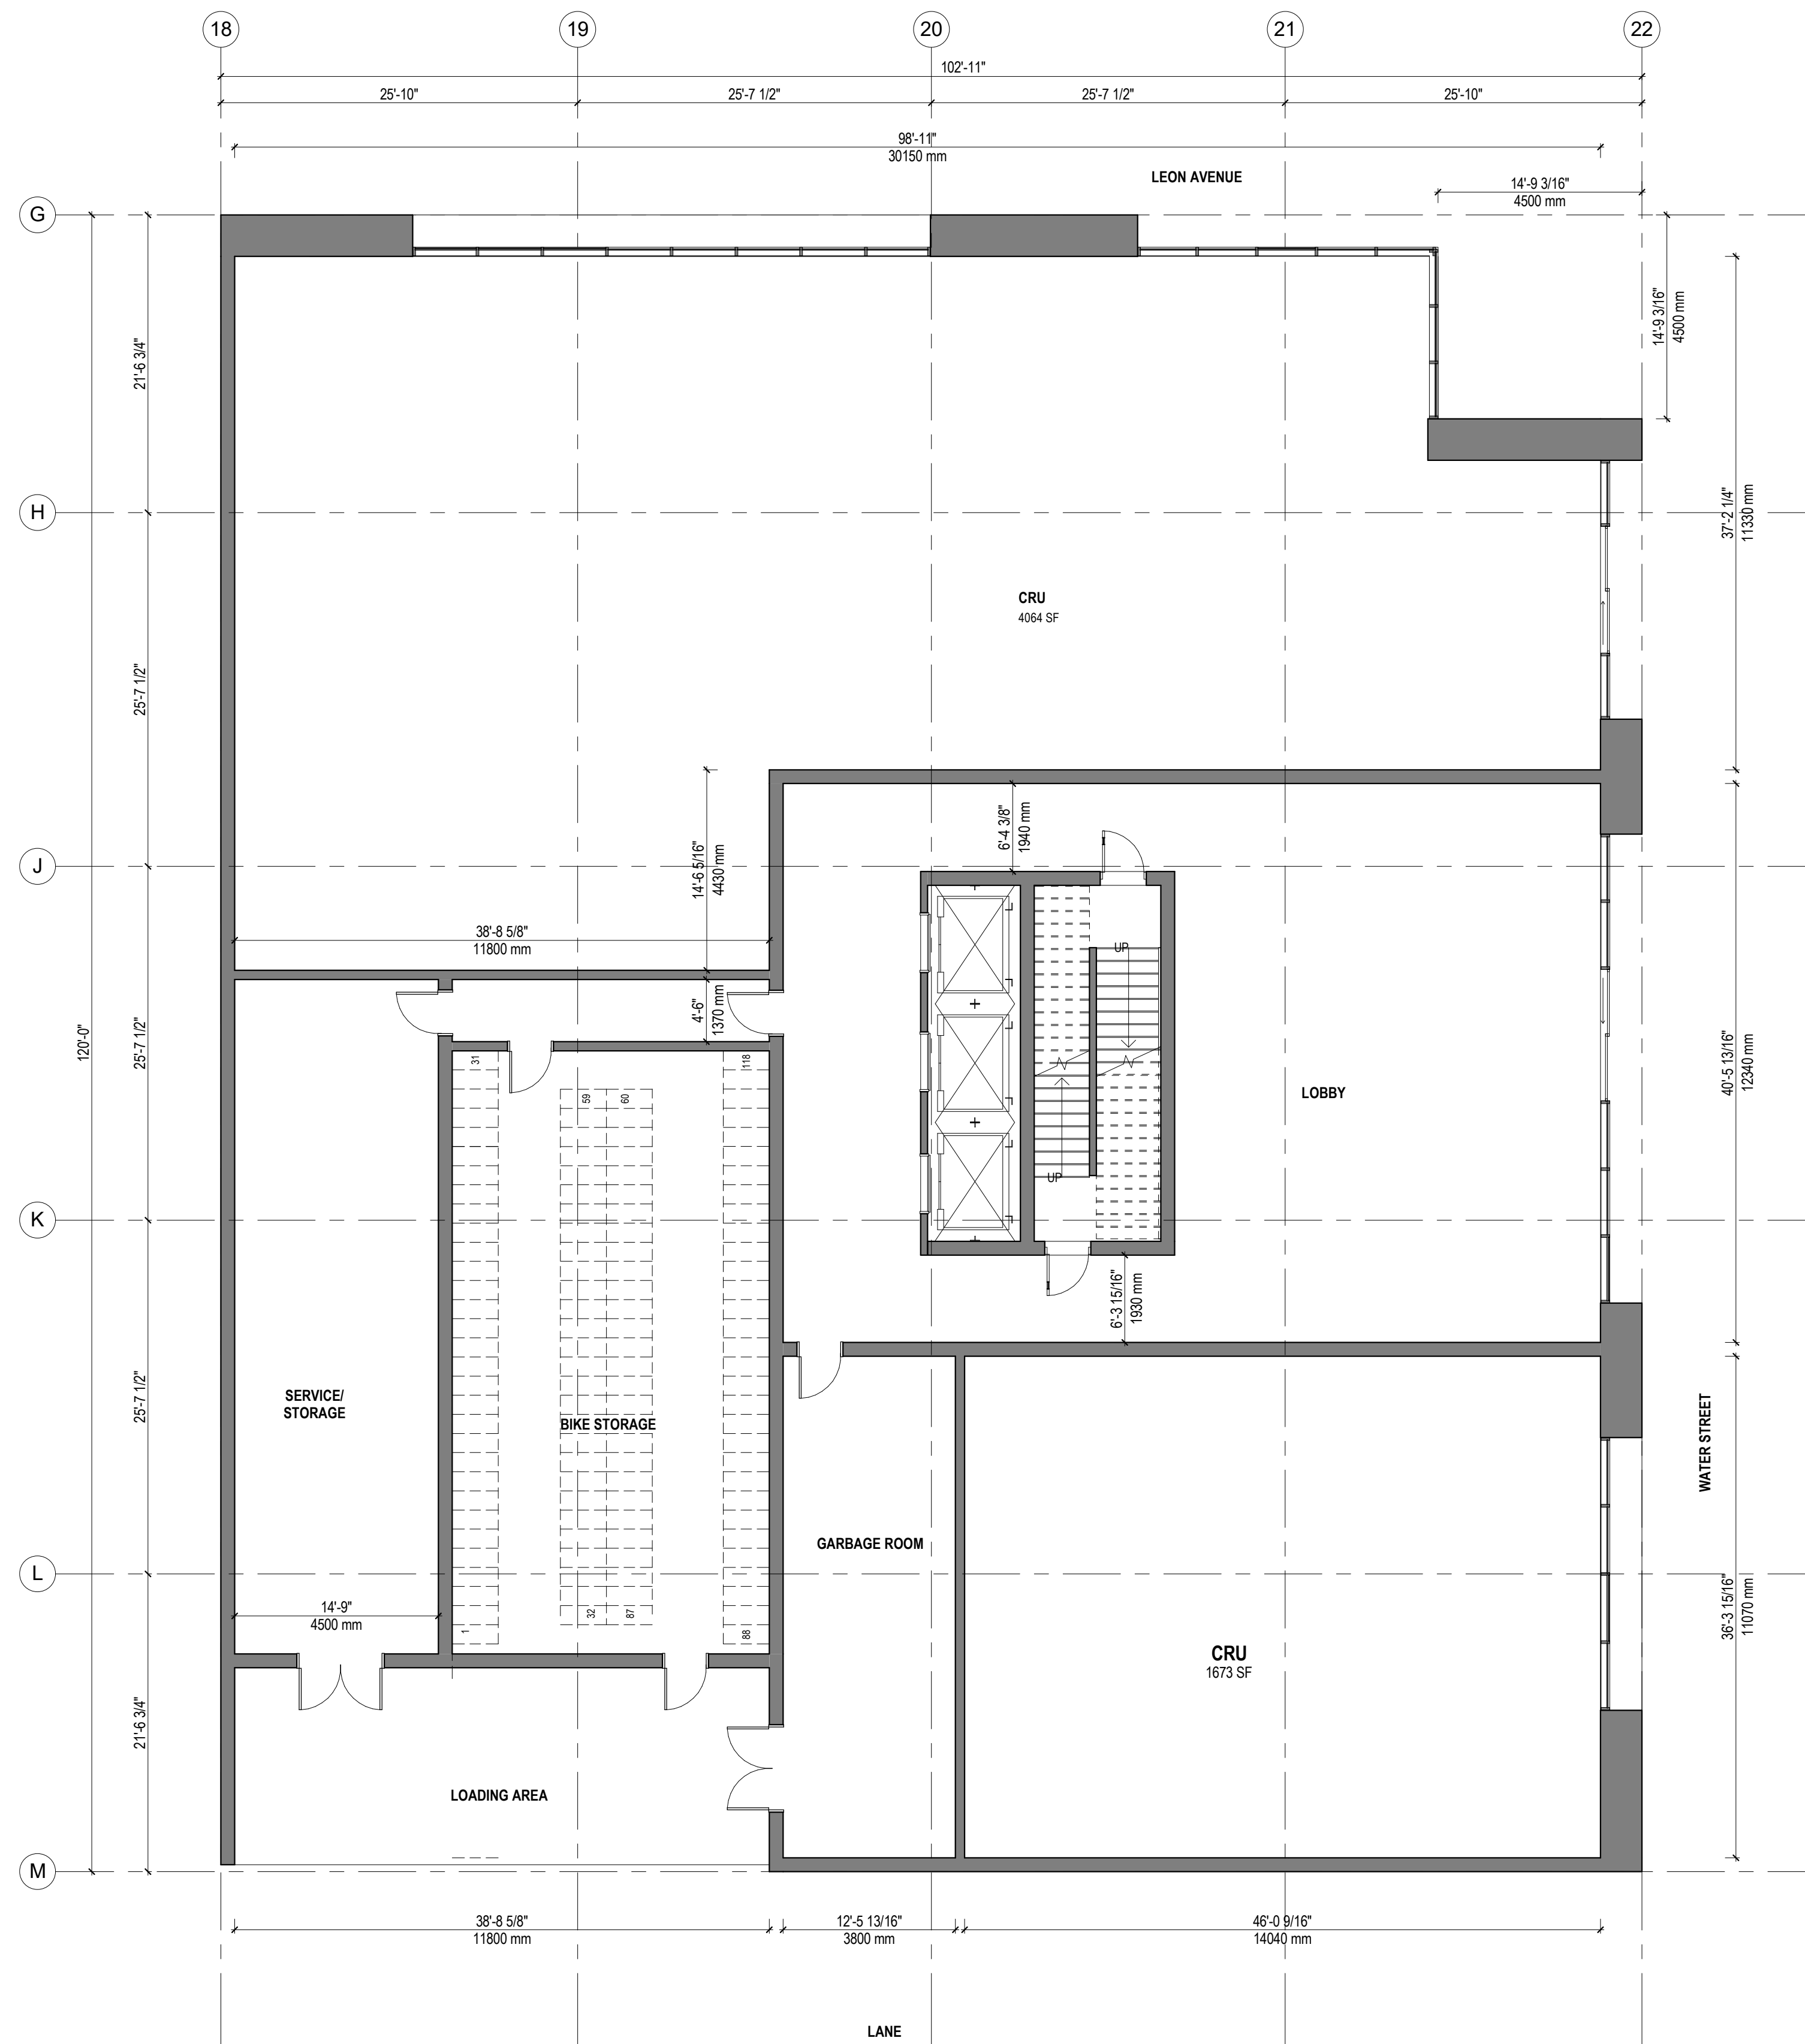 18
19
20
21
22
102'-11"
25'-10"
25'-7 1/2"
25'-7 1/2"
25'-10"
98'-11"
30150 mm
LEON AVENUE
14'-9 3/16"
4500 mm
G
14'-9 3/16"
4500 mm
21'-6 3/4"
H
37'-2 1/4"
11330 mm
CRU
4064 SF
25'-7 1/2"
6'-4 3/8"
1940 mm
J
14'-6 5/16"
4430 mm
38'-8 5/8"
11800 mm
UP
4'-6"
1370 mm
120'-0"
25'-7 1/2"
40'-5 13/16"
12340 mm
31
118
59
60
LOBBY
UP
K
6'-3 15/16"
1930 mm
SERVICE/
STORAGE
25'-7 1/2"
BIKE STORAGE
WATER STREET
GARBAGE ROOM
L
14'-9"
4500 mm
32
87
1
88
36'-3 15/16"
11070 mm
CRU
1673 SF
21'-6 3/4"
LOADING AREA
M
38'-8 5/8"
11800 mm
12'-5 13/16"
3800 mm
46'-0 9/16"
14040 mm
LANE